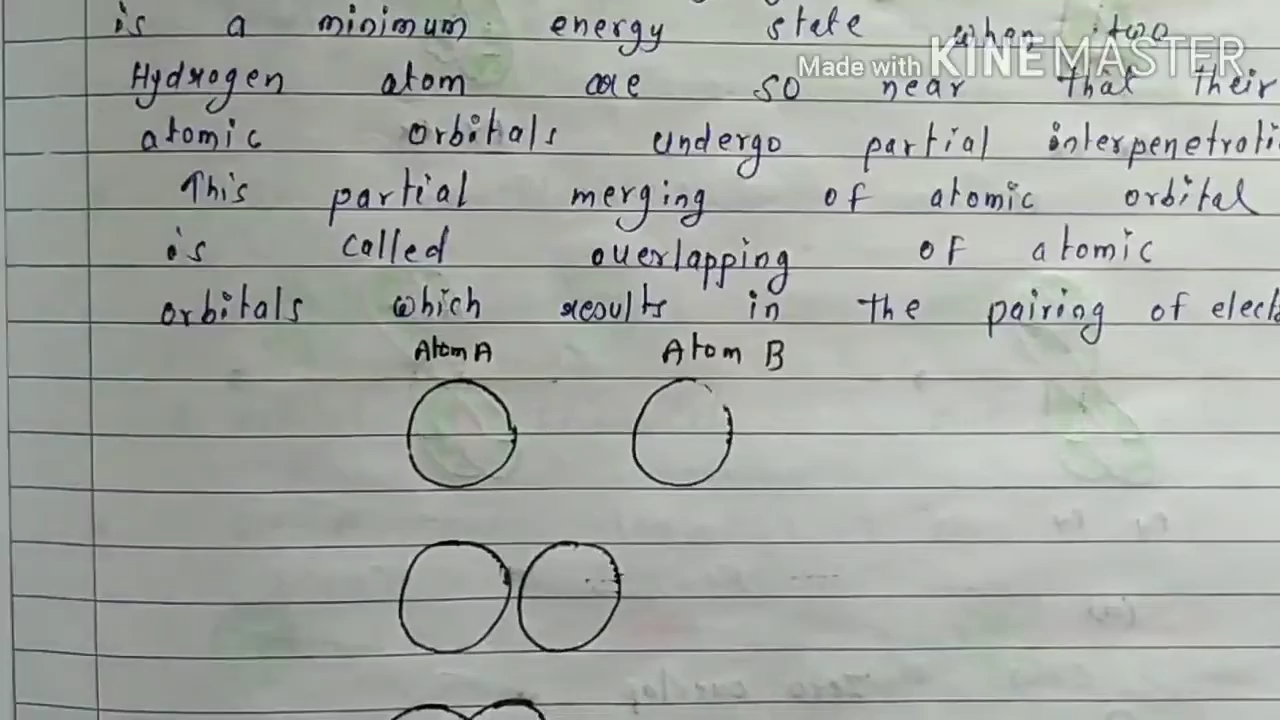 is a minimum energy state when two
Made with KINEMASTER
Hydrogen atom are so near that their
atomic orbitals undergo partial
This partial merging of atomic orbital
is called overlapping of atomic
orbitals which results in the pairing of
Atom A Atom B